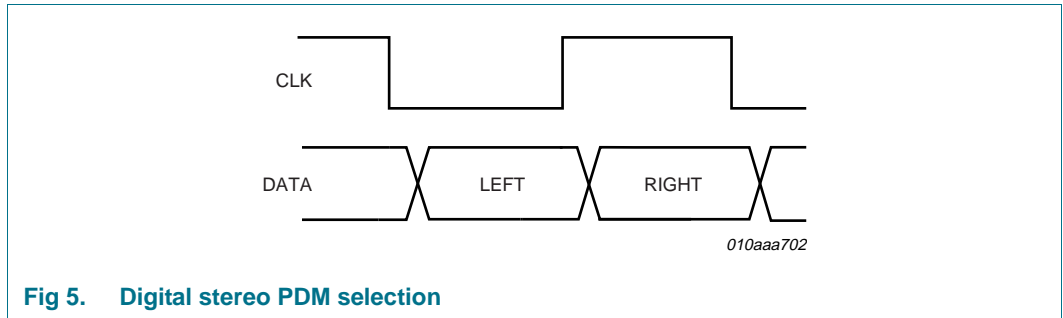 CLK
DATA
LEFT
RIGHT
010aaa702
Fig 5. Digital stereo PDM selection